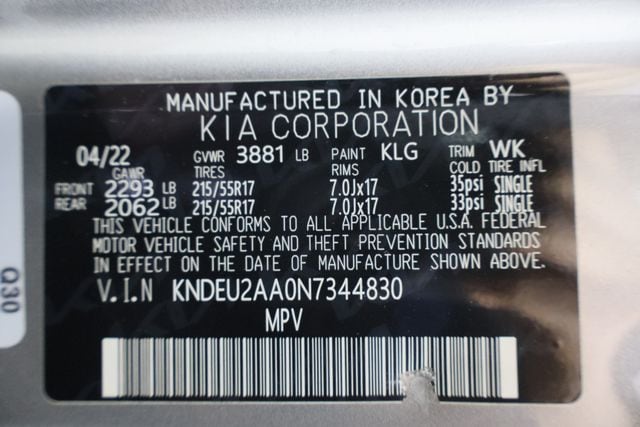 MANUFACTURED IN KOREA BY
KIA CORPORATION
04/22 GVWR 3881 LB PAINT KLG TRIM WK
GAWR TIRES RIMS COLD TIRE INFL
FRONT 2293 LB 215/55R17 7.0Jx17 35psi SINGLE
REAR 2062 LB 215/55R17 7.0Jx17 33psi SINGLE
THIS VEHICLE CONFORMS TO ALL APPLICABLE U.S.A. FEDERAL
MOTOR VEHICLE SAFETY AND THEFT PREVENTION STANDARDS
IN EFFECT ON THE DATE OF MANUFACTURE SHOWN ABOVE.
V.I.N KNDEU2AA0N7344830
MPV
Q30